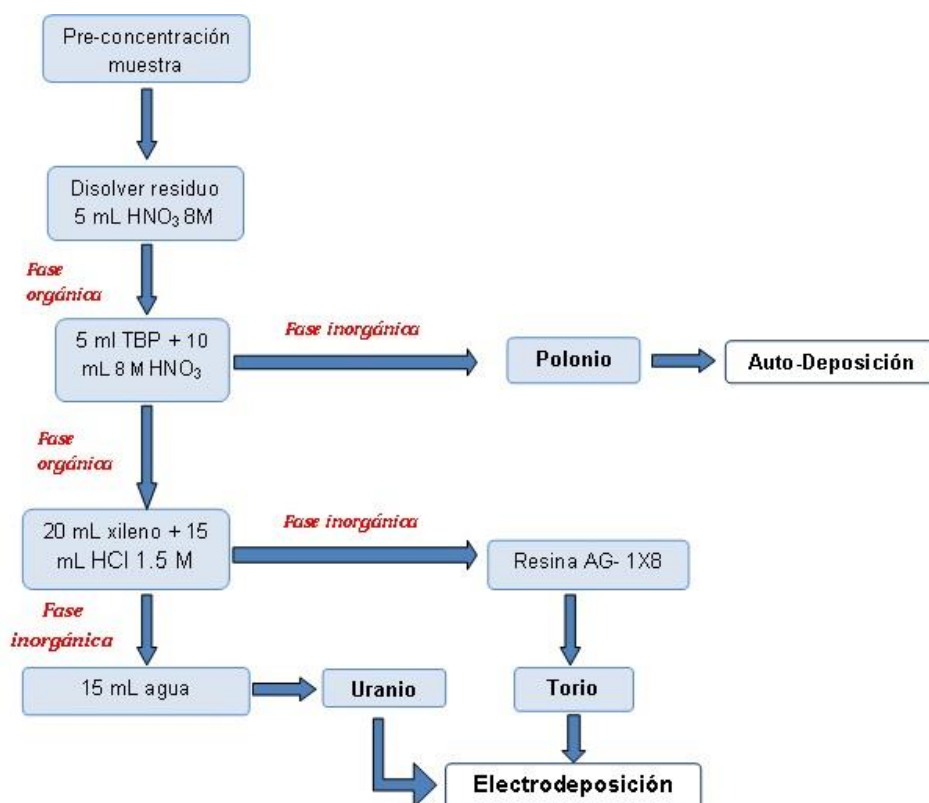 Pre-concentración
muestra
Disolver residuo
5 mL HNO₃ 8M
Fase
orgánica
5 ml TBP + 10
mL 8 M HNO₃
Fase inorgánica
Polonio
Auto-Deposición
Fase
orgánica
20 mL xileno + 15
mL HCl 1.5 M
Fase inorgánica
Resina AG- 1X8
Fase
inorgánica
15 mL agua
Uranio
Torio
Electrodeposición